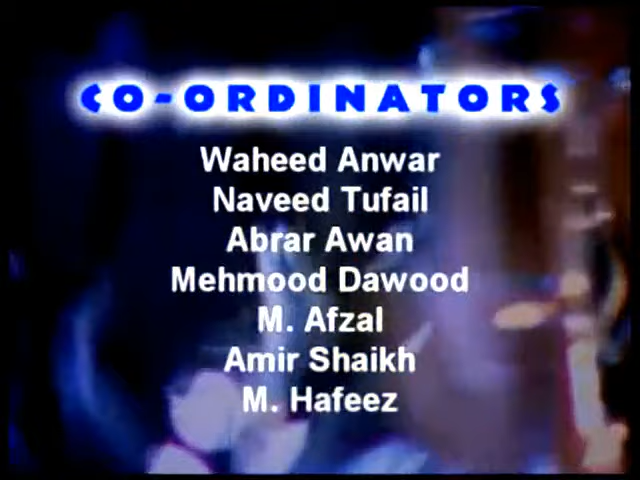 CO-ORDINATORS
Waheed Anwar
Naveed Tufail
Abrar Awan
Mehmood Dawood
M. Afzal
Amir Shaikh
M. Hafeez